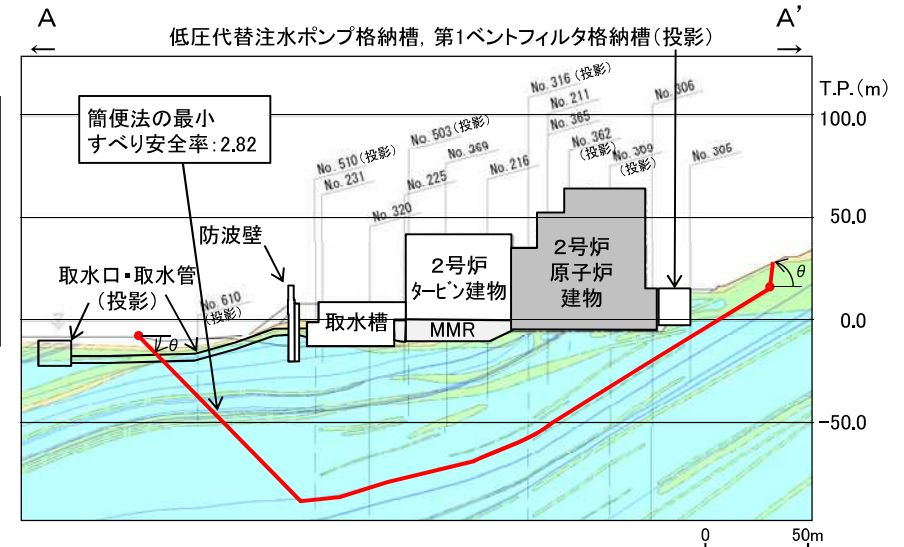 A
A'
低圧代替注水ポンプ格納槽, 第1ベントフィルタ格納槽(投影)
T.P.(m)
簡便法の最小
すべり安全率:2.82
No. 316 (投影)
No. 211
No. 365
No. 362
(投影)
No. 309
(投影)
No. 306
No. 305
No. 503 (投影)
No. 369
No. 216
No. 510 (投影)
No. 231
No. 225
No. 320
100.0
50.0
0.0
-50.0
防波壁
取水口・取水管
(投影)
No. 610
(投影)
2号炉
タービン建物
2号炉
原子炉
建物
取水槽
MMR
θ
θ
0
50m